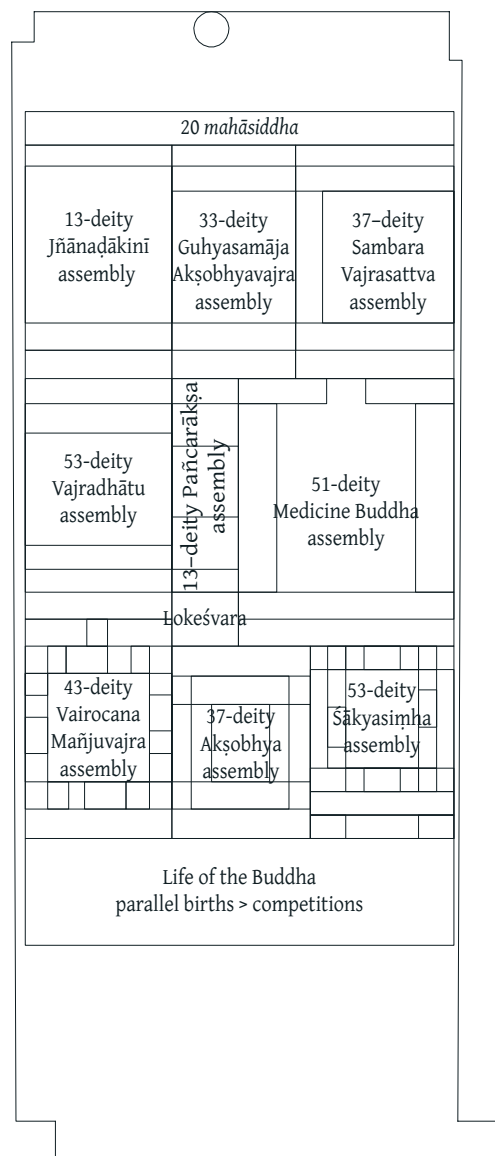 20 mahāsiddha
13-deity
Jñānaḍākinī
assembly
33-deity
Guhyasamāja
Akṣobhyavajra
assembly
37–deity
Sambara
Vajrasattva
assembly
53-deity
Vajradhātu
assembly
13–deity Pañcarākṣa
assembly
51-deity
Medicine Buddha
assembly
Lokeśvara
43-deity
Vairocana
Mañjuvajra
assembly
37-deity
Akṣobhya
assembly
53-deity
Śākyasiṃha
assembly
Life of the Buddha
parallel births > competitions